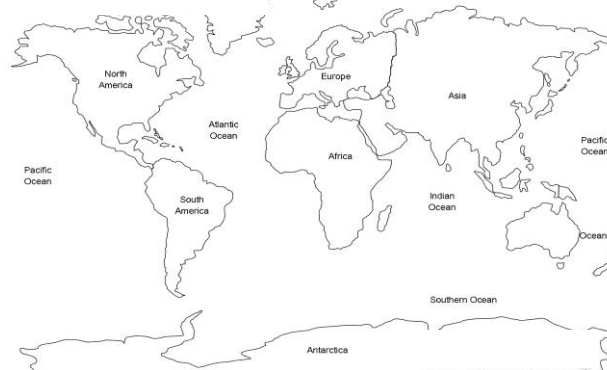 North
America
Europe
Asia
Atlantic
Ocean
Pacific
Ocean
Africa
Pacific
Ocean
South
America
Indian
Ocean
Ocean
Southern Ocean
Antarctica